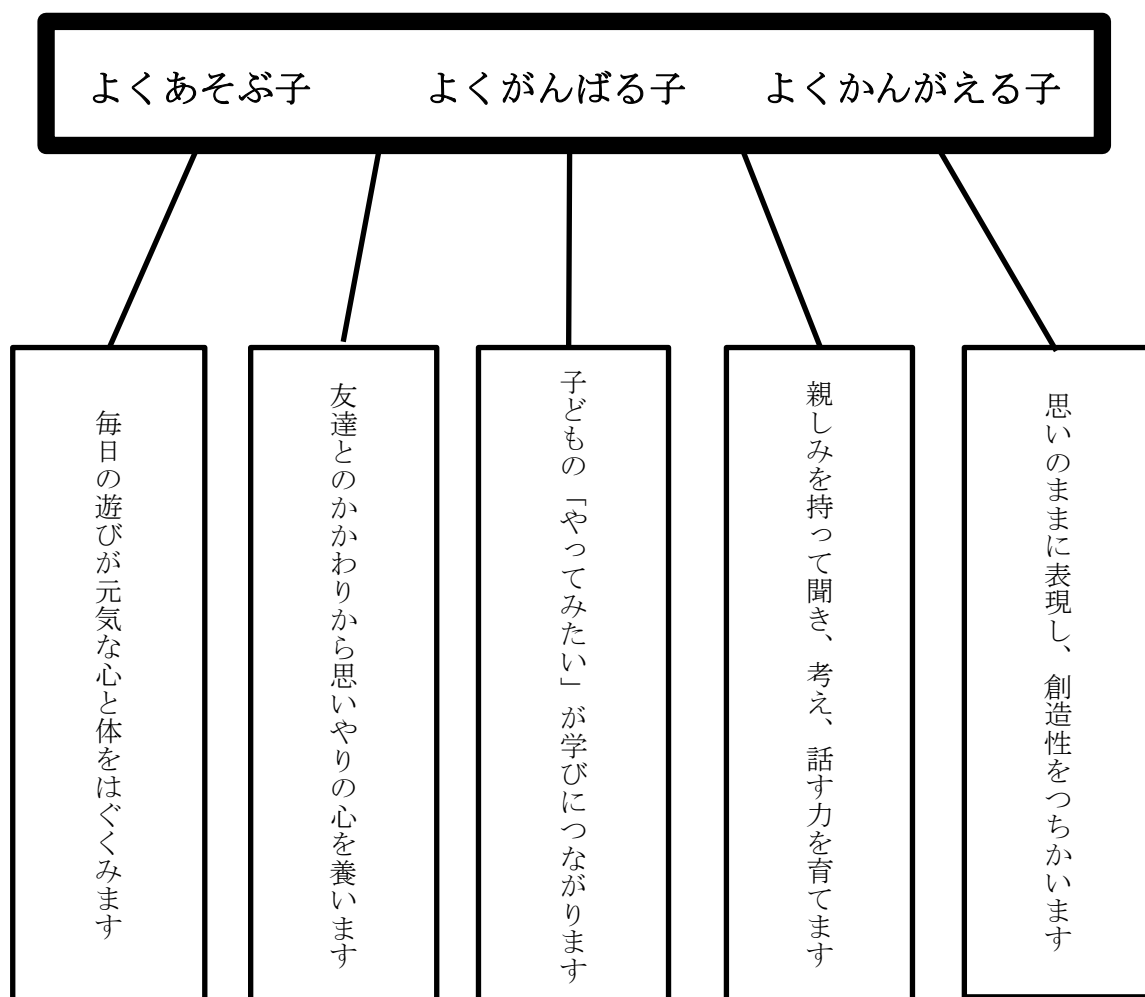 よくあそぶ子 よくがんばる子 よくかんがえる子
毎日の遊びが元気な心と体をはぐくみます
友達とのかかわりから思いやりの心を養います
子どもの「やってみたい」が学びにつながります
親しみを持って聞き、考え、話す力を育てます
思いのままに表現し、創造性をつちかいます